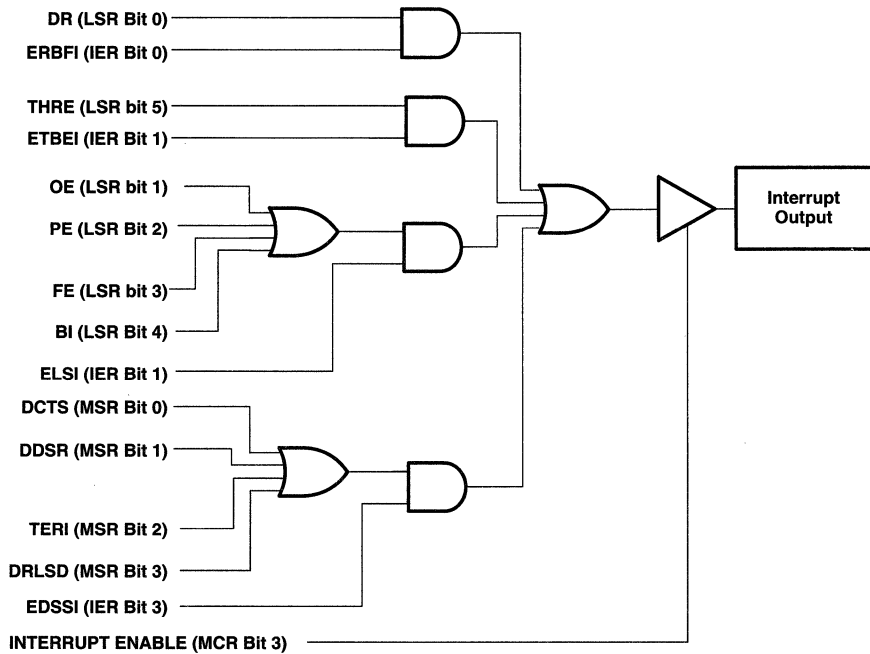 DR (LSR Bit 0)
ERBFI (IER Bit 0)
THRE (LSR bit 5)
ETBEI (IER Bit 1)
OE (LSR bit 1)
PE (LSR Bit 2)
FE (LSR bit 3)
BI (LSR Bit 4)
ELSI (IER Bit 1)
DCTS (MSR Bit 0)
DDSR (MSR Bit 1)
TERI (MSR Bit 2)
DRLSD (MSR Bit 3)
EDSSI (IER Bit 3)
INTERRUPT ENABLE (MCR Bit 3)
Interrupt
Output